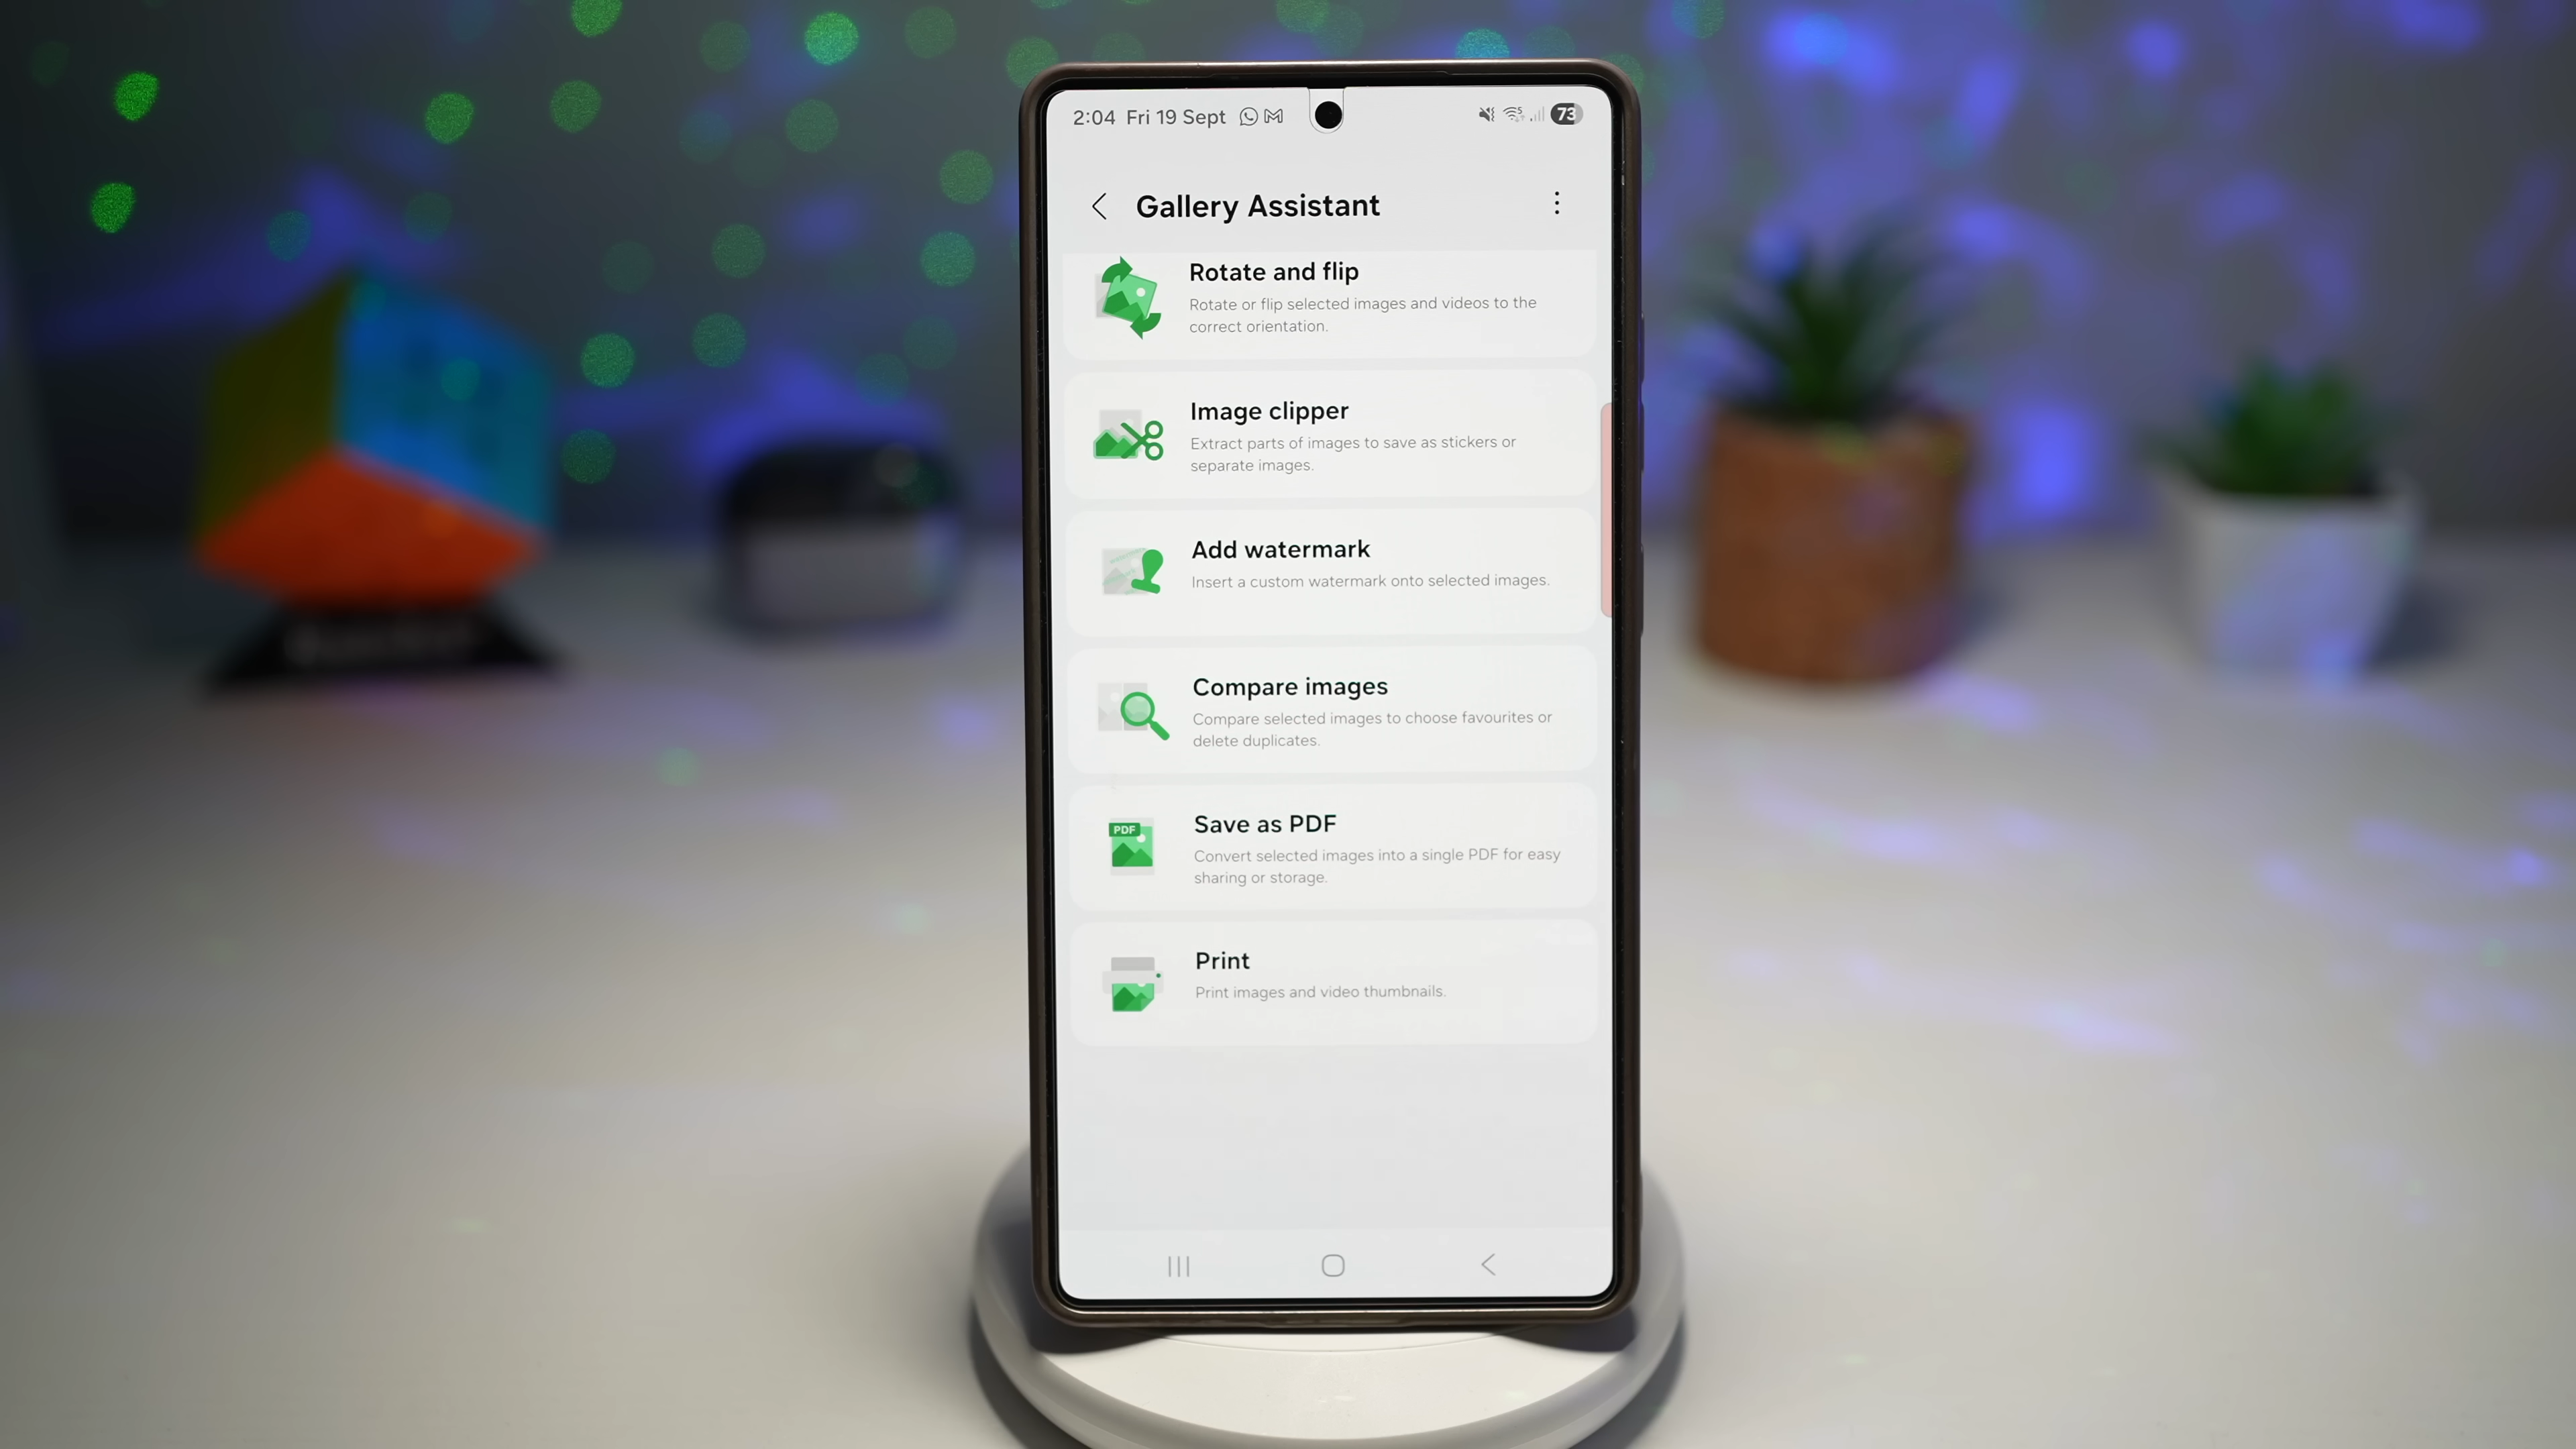 2:04 Fri 19 Sept
73
Gallery Assistant
Rotate and flip
Rotate or flip selected images and videos to the
correct orientation.
Image clipper
Extract parts of images to save as stickers or
separate images.
Add watermark
Insert a custom watermark onto selected images.
Compare images
Compare selected images to choose favourites or
delete duplicates.
PDF
Save as PDF
Convert selected images into a single PDF for easy
sharing or storage.
Print
Print images and video thumbnails.